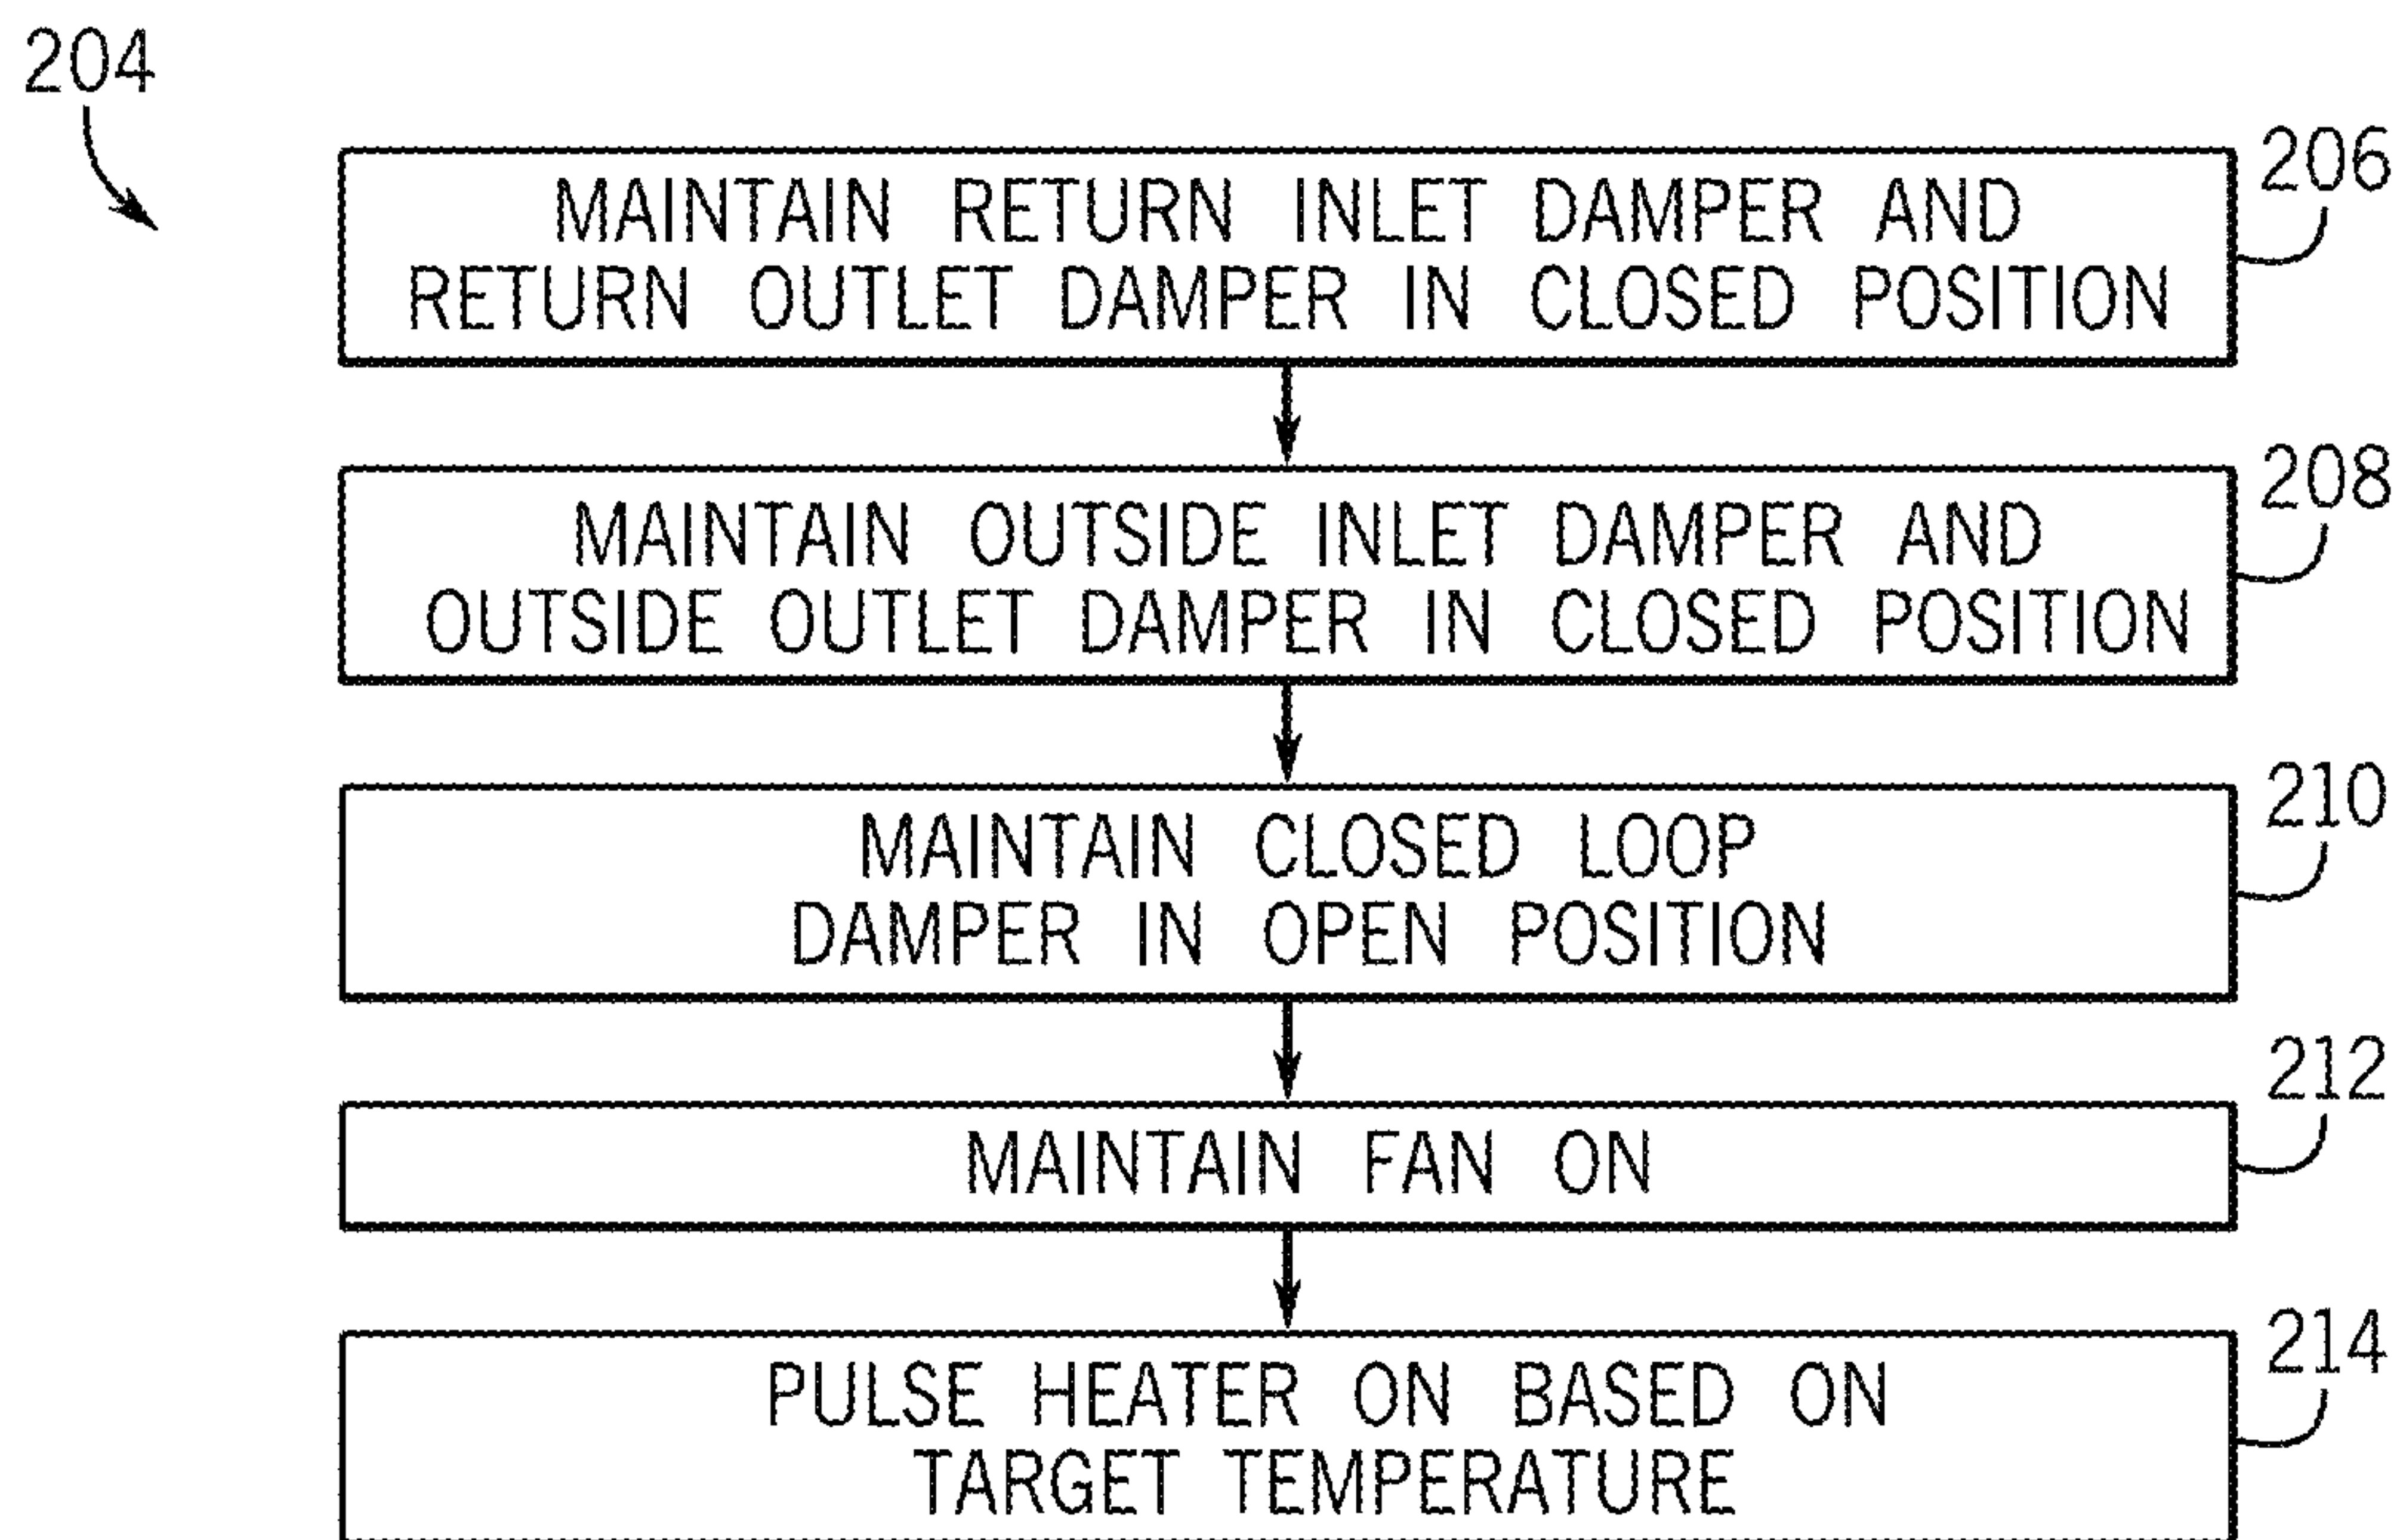 204
MAINTAIN RETURN INLET DAMPER AND
RETURN OUTLET DAMPER IN CLOSED POSITION
206
MAINTAIN OUTSIDE INLET DAMPER AND
OUTSIDE OUTLET DAMPER IN CLOSED POSITION
208
MAINTAIN CLOSED LOOP
DAMPER IN OPEN POSITION
210
MAINTAIN FAN ON
212
PULSE HEATER ON BASED ON
TARGET TEMPERATURE
214